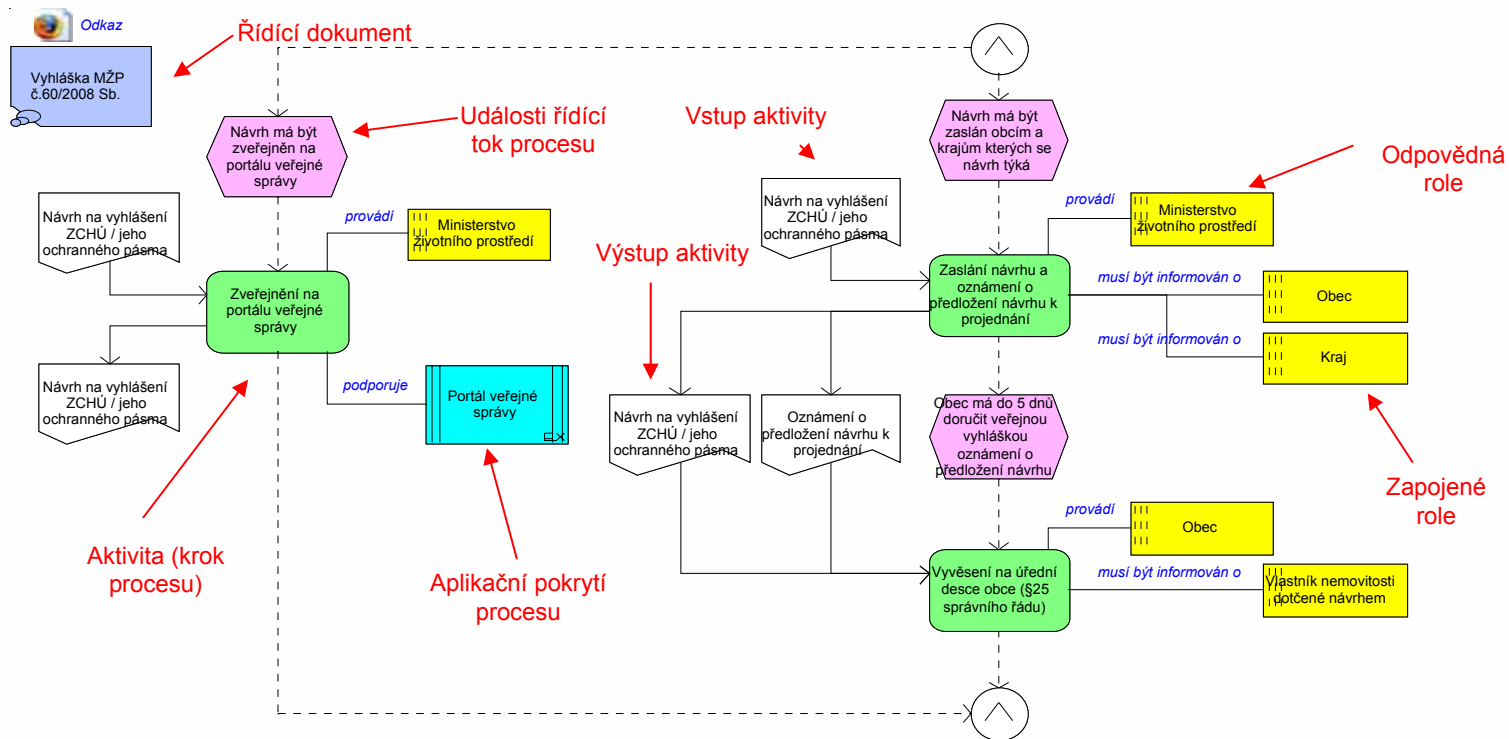 Odkaz
Řídící dokument
Vyhláška MŽP
č.60/2008 Sb.
Návrh má být
zveřejněn na
portálu veřejné
správy
Události řídící
tok procesu
Vstup aktivity
Návrh má být
zaslán obcím a
krajům kterých se
návrh týká
Odpovědná
role
Návrh na vyhlášení
ZCHÚ / jeho
ochranného pásma
provádí
Ministerstvo
životního prostředí
Návrh na vyhlášení
ZCHÚ / jeho
ochranného pásma
provádí
Ministerstvo
životního prostředí
Výstup aktivity
Zveřejnění na
portálu veřejné
správy
Zaslání návrhu a
oznámení o
předložení návrhu k
projednání
musí být informován o
Obec
musí být informován o
Kraj
Návrh na vyhlášení
ZCHÚ / jeho
ochranného pásma
podporuje
Portál veřejné
správy
Návrh na vyhlášení
ZCHÚ / jeho
ochranného pásma
Oznámení o
předložení návrhu k
projednání
Obec má do 5 dnů
doručit veřejnou
vyhláškou
oznámení o
předložení návrhu
Zapojené
role
Aktivita (krok
procesu)
Aplikační pokrytí
procesu
provádí
Obec
Vyvěsení na úřední
desce obce (§25
správního řádu)
musí být informován o
Vlastník nemovitosti
dotčené návrhem